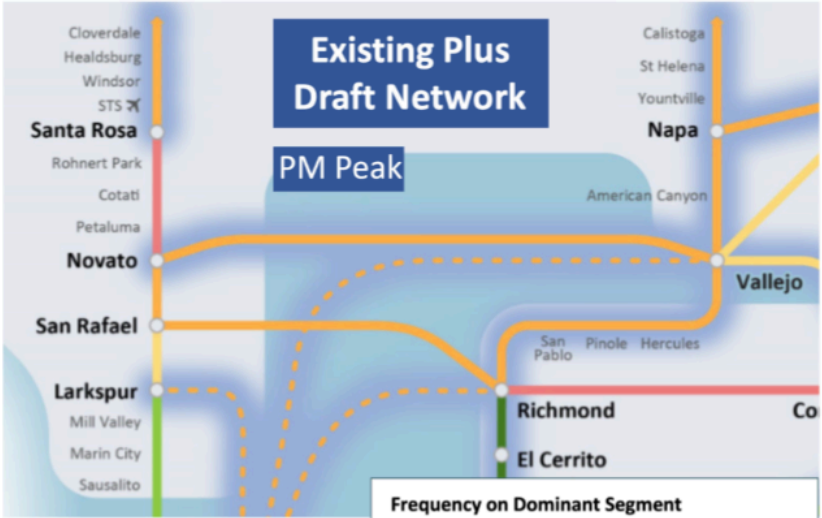 Existing Plus
Draft Network
PM Peak
Cloverdale
Healdsburg
Windsor
STS
Santa Rosa
Rohnert Park
Cotati
Petaluma
Novato
San Rafael
Larkspur
Mill Valley
Marin City
Sausalito
Calistoga
St Helena
Yountville
Napa
American Canyon
Vallejo
San
Pablo
Pinole
Hercules
Richmond
El Cerrito
Frequency on Dominant Segment